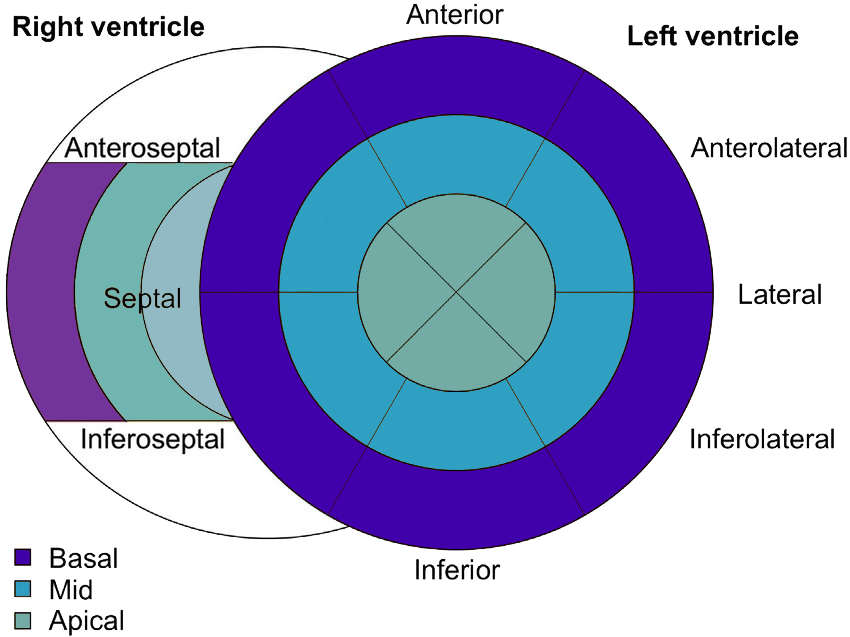 Anterior
Right ventricle
Left ventricle
Anteroseptal
Anterolateral
Septal
Lateral
Inferoseptal
Inferolateral
Inferior
Basal
Mid
Apical